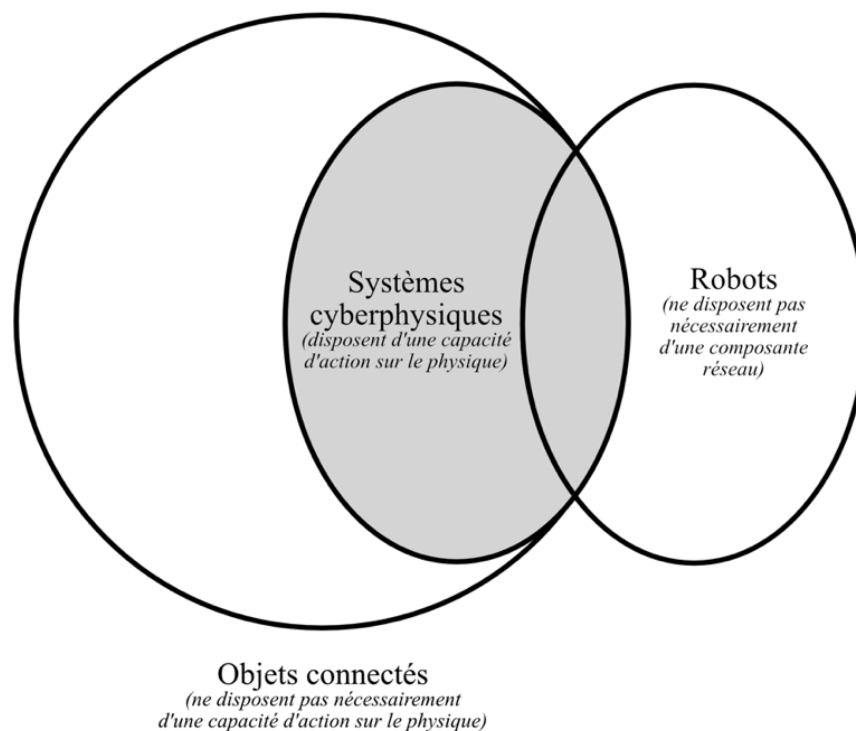 Systèmes
cyberphysiques
(disposent d'une capacité
d'action sur le physique)
Robots
(ne disposent pas
nécessairement
d'une composante
réseau)
Objets connectés
(ne disposent pas nécessairement
d'une capacité d'action sur le physique)